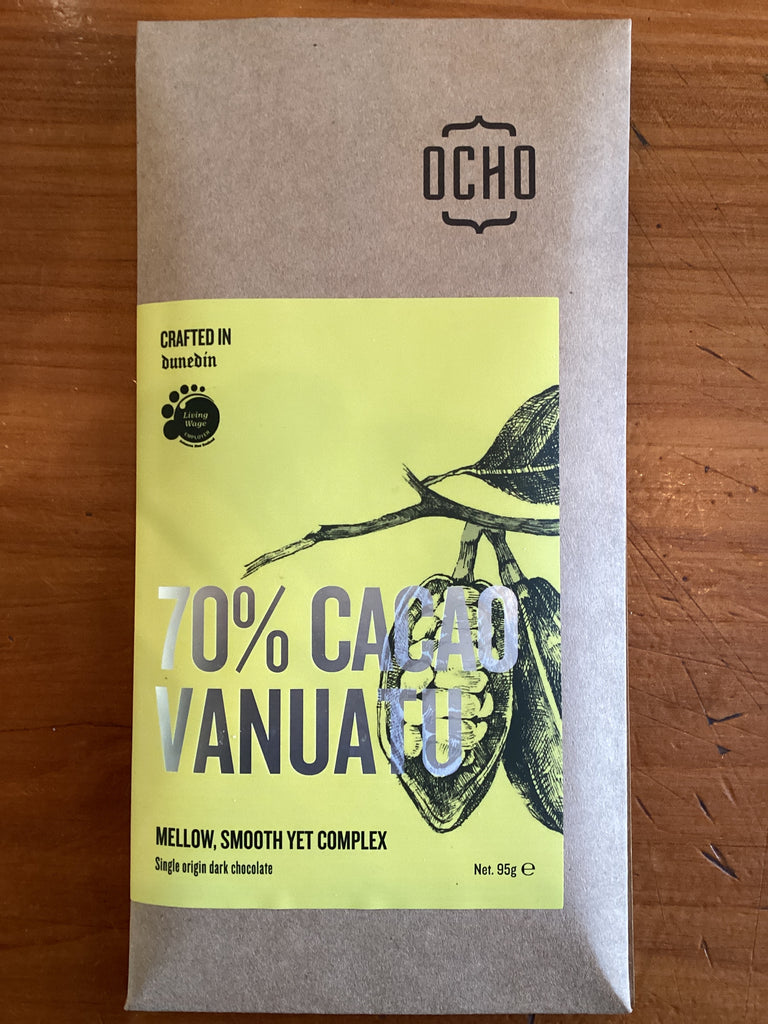 OCHO
CRAFTED IN
dunedin
Living
Wage
EMPLOYER
70% CACAO
VANUATU
MELLOW, SMOOTH YET COMPLEX
Single origin dark chocolate
Net. 95g ℮